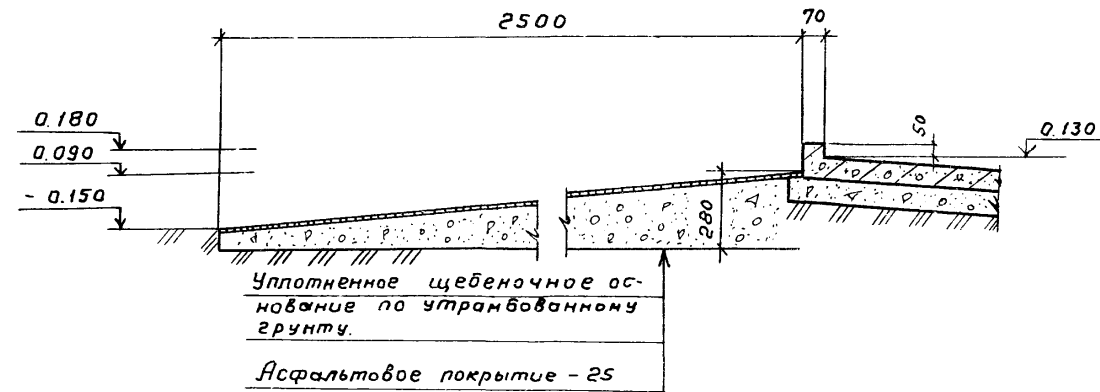 2500
70
0.180
0.090
- 0.150
50
0.130
280
Уплотненное щебеночное ос-
нование по утрамбованному
грунту.
Асфальтовое покрытие - 25